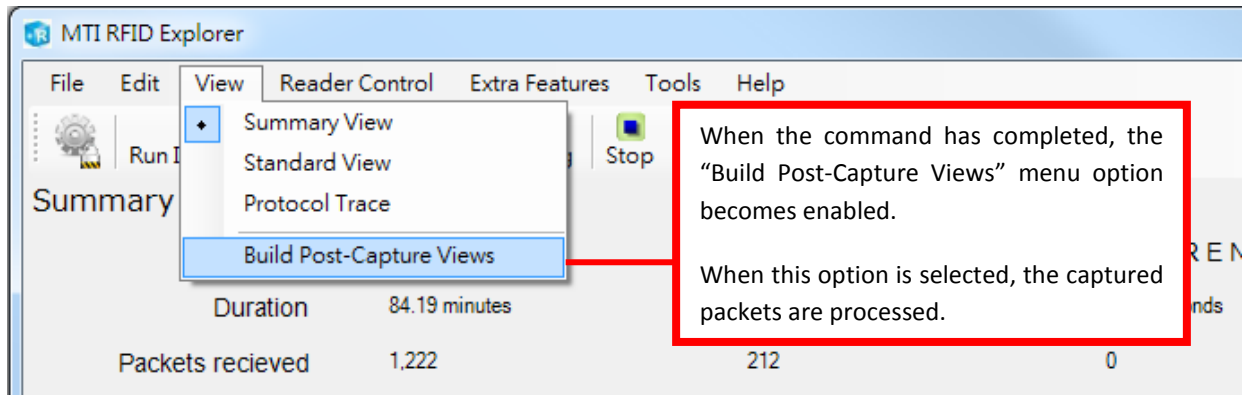 MTI RFID Explorer
File Edit View Reader Control Extra Features Tools Help
Summary View
Run Stop
Standard View
Summary
Protocol Trace
Build Post-Capture Views
When the command has completed, the
“Build Post-Capture Views” menu option
becomes enabled.
When this option is selected, the captured
packets are processed.
Duration 84.19 minutes
Packets recieved 1,222 212 0